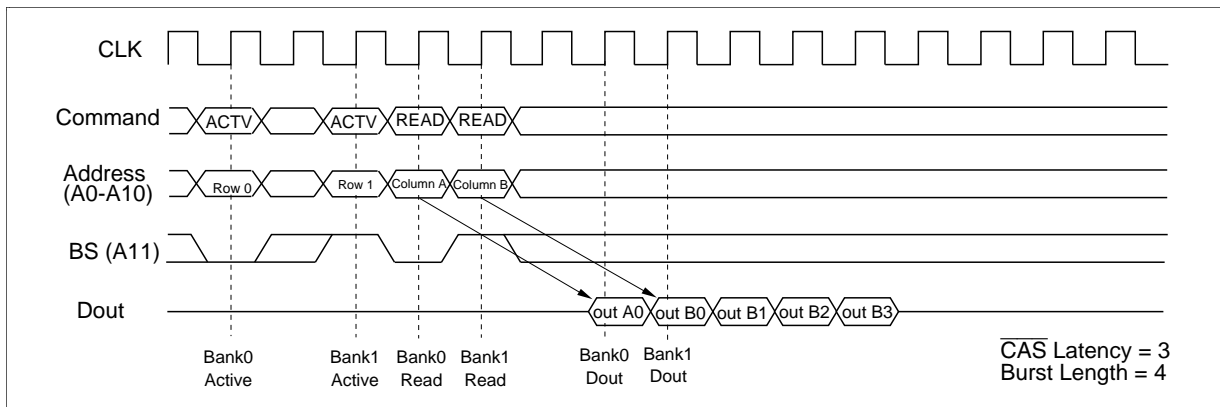 CLK
Command ACTV ACTV READ READ
Address
(A0-A10) Row 0 Row 1 Column A Column B
BS (A11)
Dout out A0 out B0 out B1 out B2 out B3
Bank0 Bank1 Bank0 Bank1 Bank0 Bank1
Active Active Read Read Dout Dout
CAS Latency = 3
Burst Length = 4